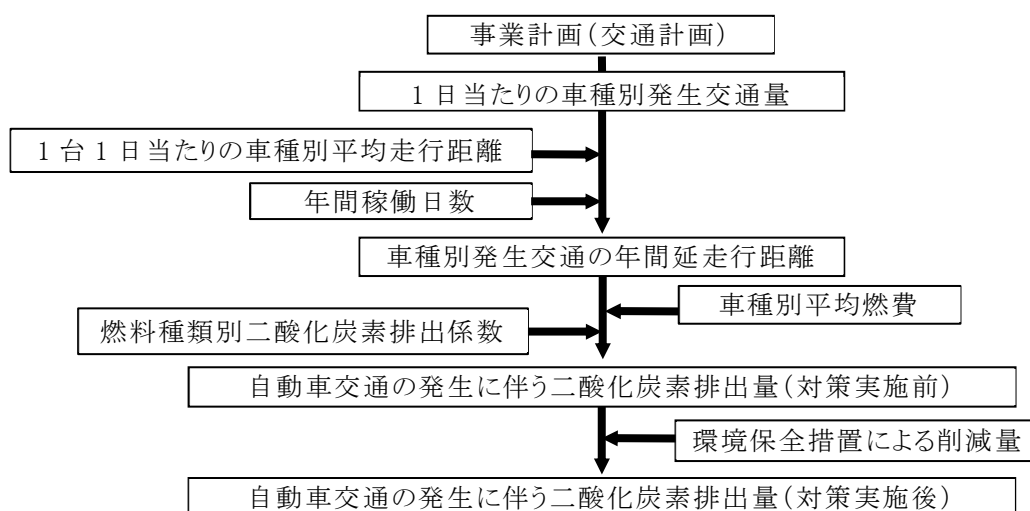 事業計画（交通計画）
1日当たりの車種別発生交通量
1台1日当たりの車種別平均走行距離
年間稼働日数
車種別発生交通の年間延走行距離
車種別平均燃費
燃料種類別二酸化炭素排出係数
自動車交通の発生に伴う二酸化炭素排出量（対策実施前）
環境保全措置による削減量
自動車交通の発生に伴う二酸化炭素排出量（対策実施後）